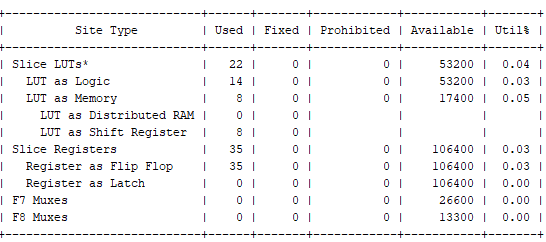 +----------------------------+------+-------+------------+-----------+-------+
|          Site Type         | Used | Fixed | Prohibited | Available | Util% |
+----------------------------+------+-------+------------+-----------+-------+
| Slice LUTs*                |   22 |     0 |          0 |     53200 |  0.04 |
|   LUT as Logic             |   14 |     0 |          0 |     53200 |  0.03 |
|   LUT as Memory            |    8 |     0 |          0 |     17400 |  0.05 |
|     LUT as Distributed RAM |    0 |     0 |            |           |       |
|     LUT as Shift Register  |    8 |     0 |            |           |       |
| Slice Registers            |   35 |     0 |          0 |    106400 |  0.03 |
|   Register as Flip Flop    |   35 |     0 |          0 |    106400 |  0.03 |
|   Register as Latch        |    0 |     0 |          0 |    106400 |  0.00 |
| F7 Muxes                   |    0 |     0 |          0 |     26600 |  0.00 |
| F8 Muxes                   |    0 |     0 |          0 |     13300 |  0.00 |
+----------------------------+------+-------+------------+-----------+-------+